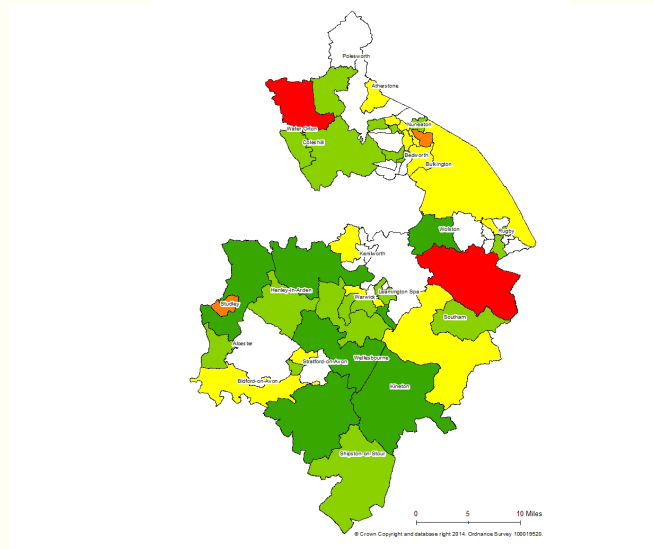 Polesworth
Atherstone
Water Orton
Nuneaton
Coleshill
Bedworth
Bulkington
Wolston
Rugby
Kenilworth
Henley-in-Arden
Leamington Spa
Warwick
Studley
Southam
Alcester
Stratford-on-Avon
Wellesbourne
Bidford-on-Avon
Kineton
Shipston-on-Stour
0 5 10 Miles
© Crown Copyright and database right 2014. Ordnance Survey 100019520.